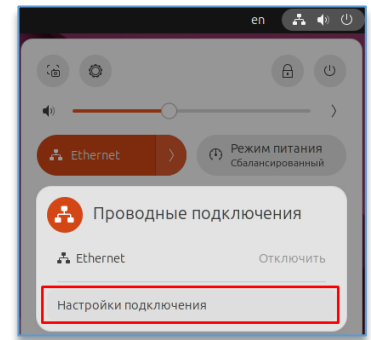 en
Ethernet
Режим питания
Сбалансированный
Проводные подключения
Ethernet Отключить
Настройки подключения